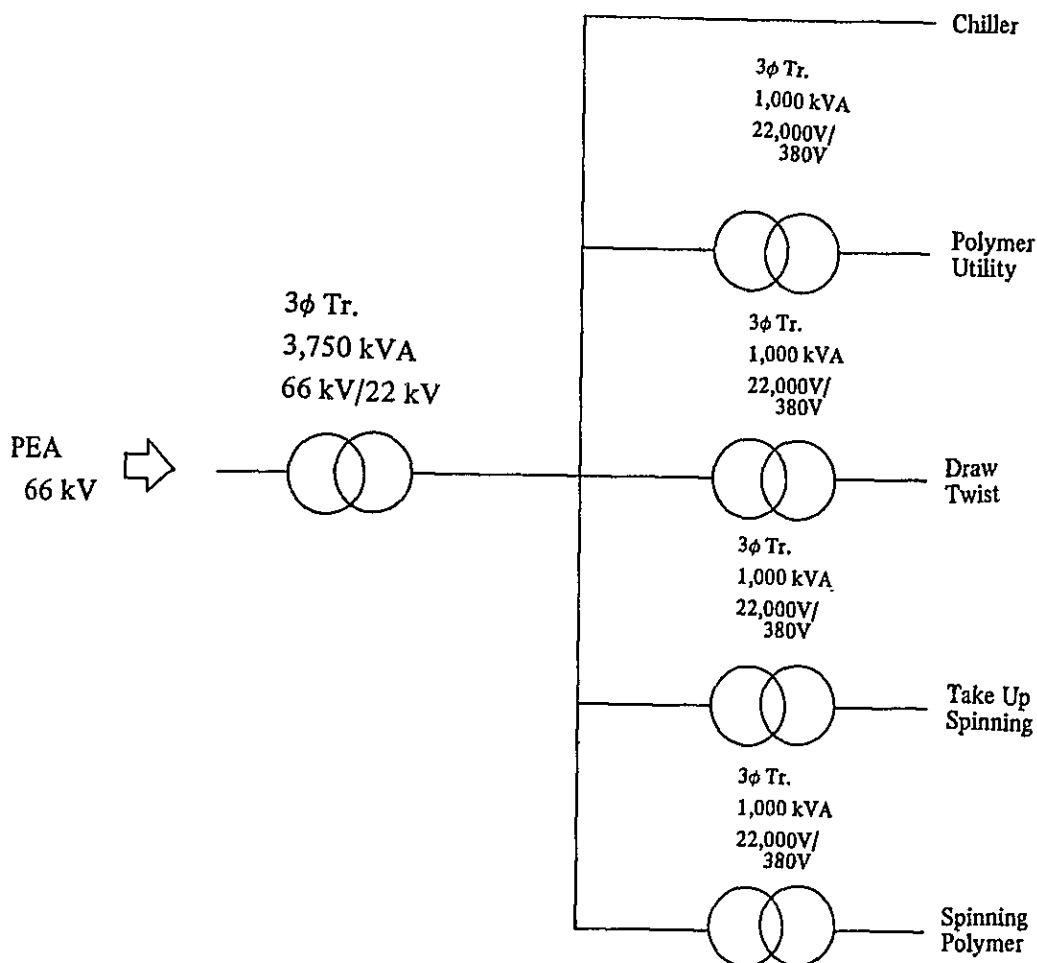 Chiller
3φ Tr.
1,000 kVA
22,000V/
380V
Polymer
Utility
3φ Tr.
3,750 kVA
66 kV/22 kV
3φ Tr.
1,000 kVA
22,000V/
380V
PEA
66 kV
Draw
Twist
3φ Tr.
1,000 kVA
22,000V/
380V
Take Up
Spinning
3φ Tr.
1,000 kVA
22,000V/
380V
Spinning
Polymer